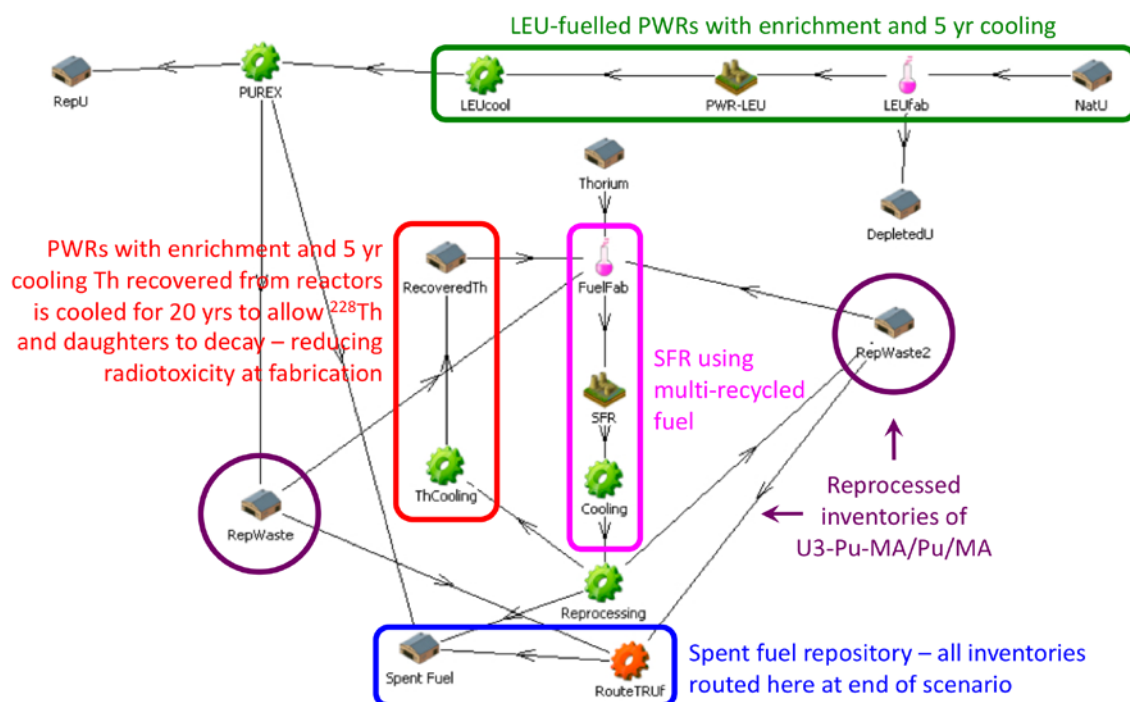 LEU-fuelled PWRs with enrichment and 5 yr cooling
RepU
PUREX
LEUcool
PWR-LEU
LEUfab
NatU
Thorium
DepletedU
PWRs with enrichment and 5 yr
cooling Th recovered from reactors
is cooled for 20 yrs to allow ²²⁸Th
and daughters to decay – reducing
radiotoxicity at fabrication
RecoveredTh
FuelFab
RepWaste2
SFR using
multi-recycled
fuel
SFR
ThCooling
Cooling
RepWaste
Reprocessed
inventories of
U3-Pu-MA/Pu/MA
Reprocessing
Spent Fuel
RouteTRUf
Spent fuel repository – all inventories
routed here at end of scenario